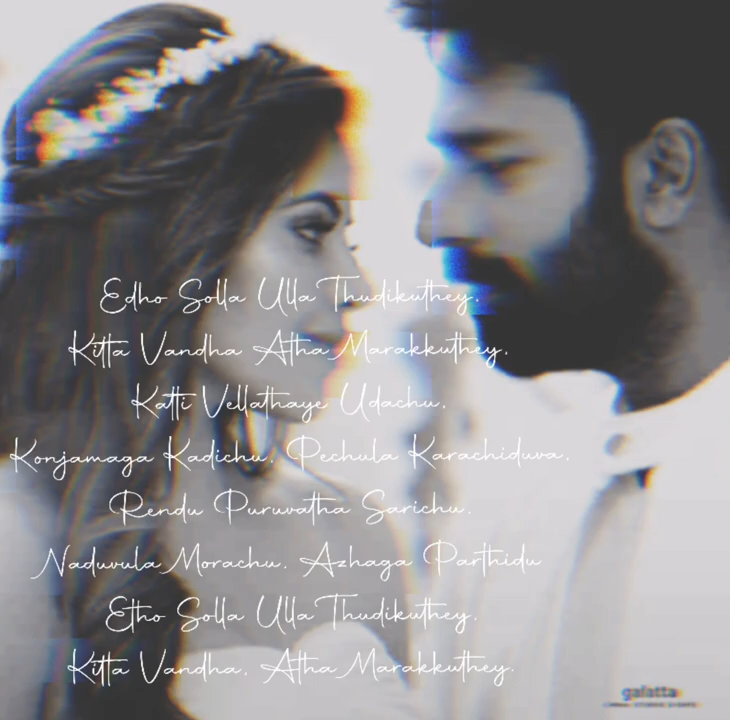 Edho Solla Ulla Thudikuthey.
Kitta Vandha Atha Marakkuthey.
Katti Vellathaye Udachu.
Konjamaga Kadichu. Pechula Karachiduva.
Rendu Puruvatha Sarichu.
Naduvula Morachu. Azhaga Parthidu
Etho Solla Ulla Thudikuthey.
Kitta Vandha. Atha Marakkuthey.
galatta